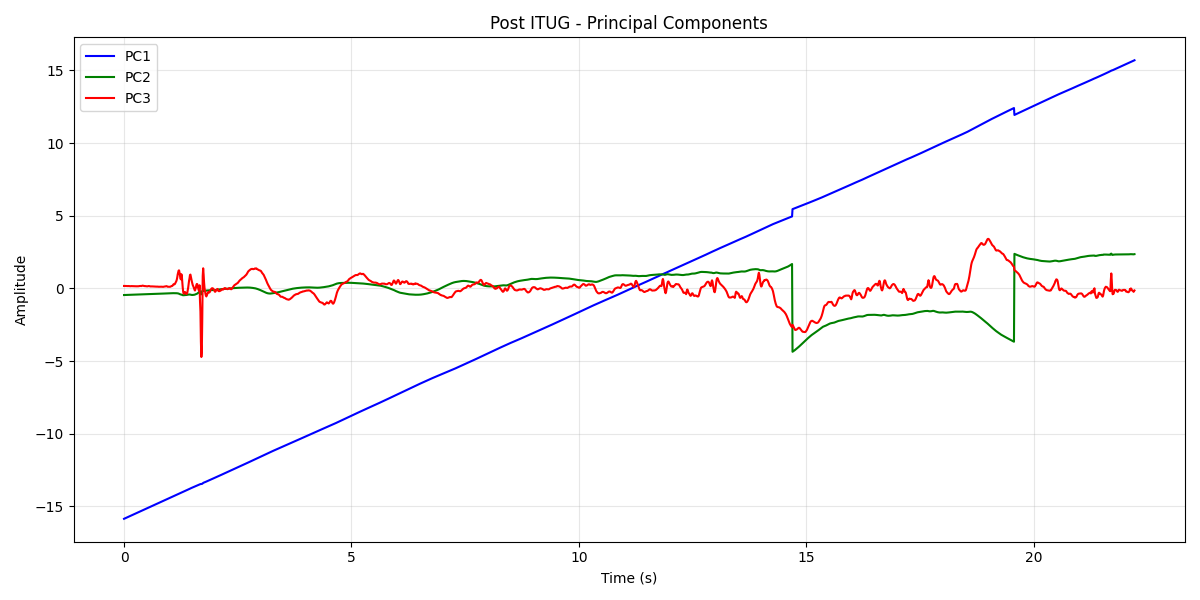 Post ITUG - Principal Components
PC1
PC2
PC3
Amplitude
15
10
5
0
−5
−10
−15
0 5 10 15 20
Time (s)